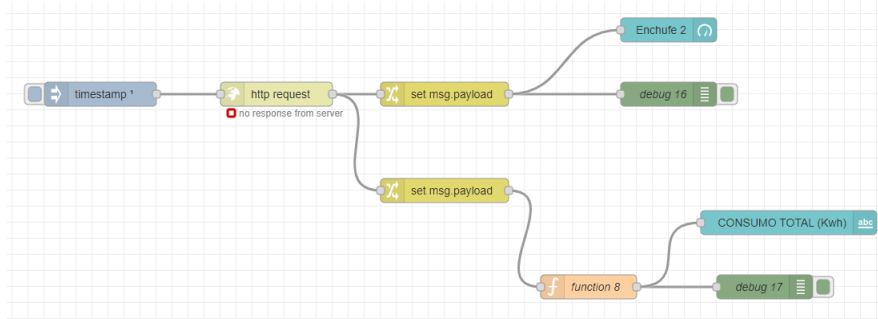 Enchufe 2
timestamp ¹
http request
set msg.payload
debug 16
no response from server
set msg.payload
CONSUMO TOTAL (Kwh)
abc
function 8
debug 17